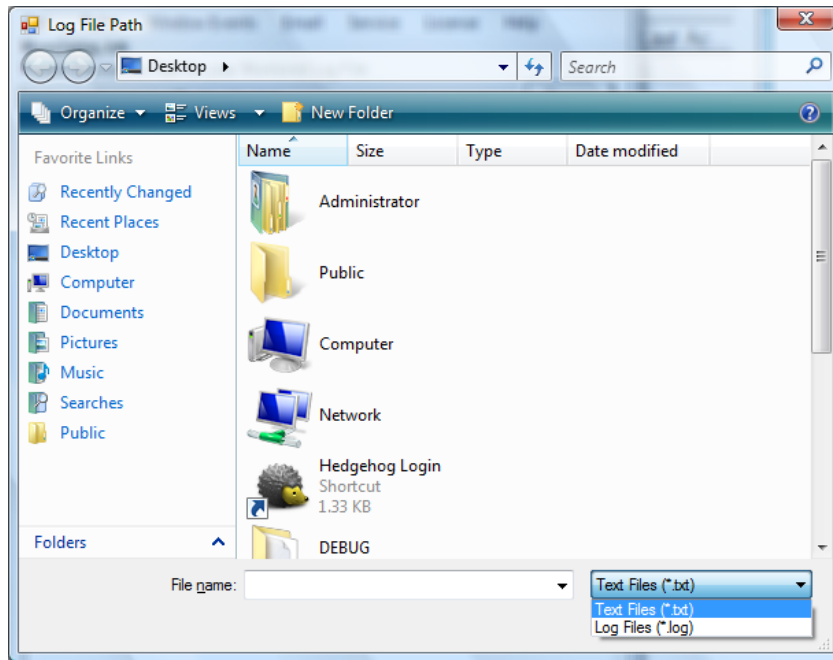 Log File Path
Desktop
Search
Organize Views New Folder
Favorite Links
Recently Changed
Recent Places
Desktop
Computer
Documents
Pictures
Music
Searches
Public
Folders
Name Size Type Date modified
Administrator
Public
Computer
Network
Hedgehog Login
Shortcut
1.33 KB
DEBUG
File name:
Text Files (*.txt)
Text Files (*.txt)
Log Files (*.log)